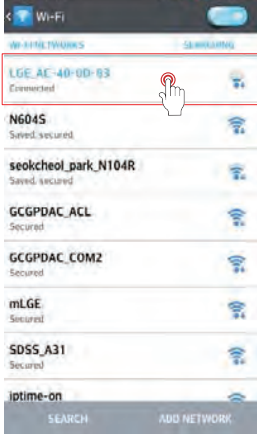 Wi-Fi
WI-FI NETWORKS SEARCHING
LGE_AC-40-0D-83
Connected
N604S
Saved, secured
seokcheol_park_N104R
Saved, secured
GCGPDAC_ACL
Secured
GCGPDAC_COM2
Secured
mLGE
Secured
SDSS_A31
Secured
iptime-on
SEARCH ADD NETWORK